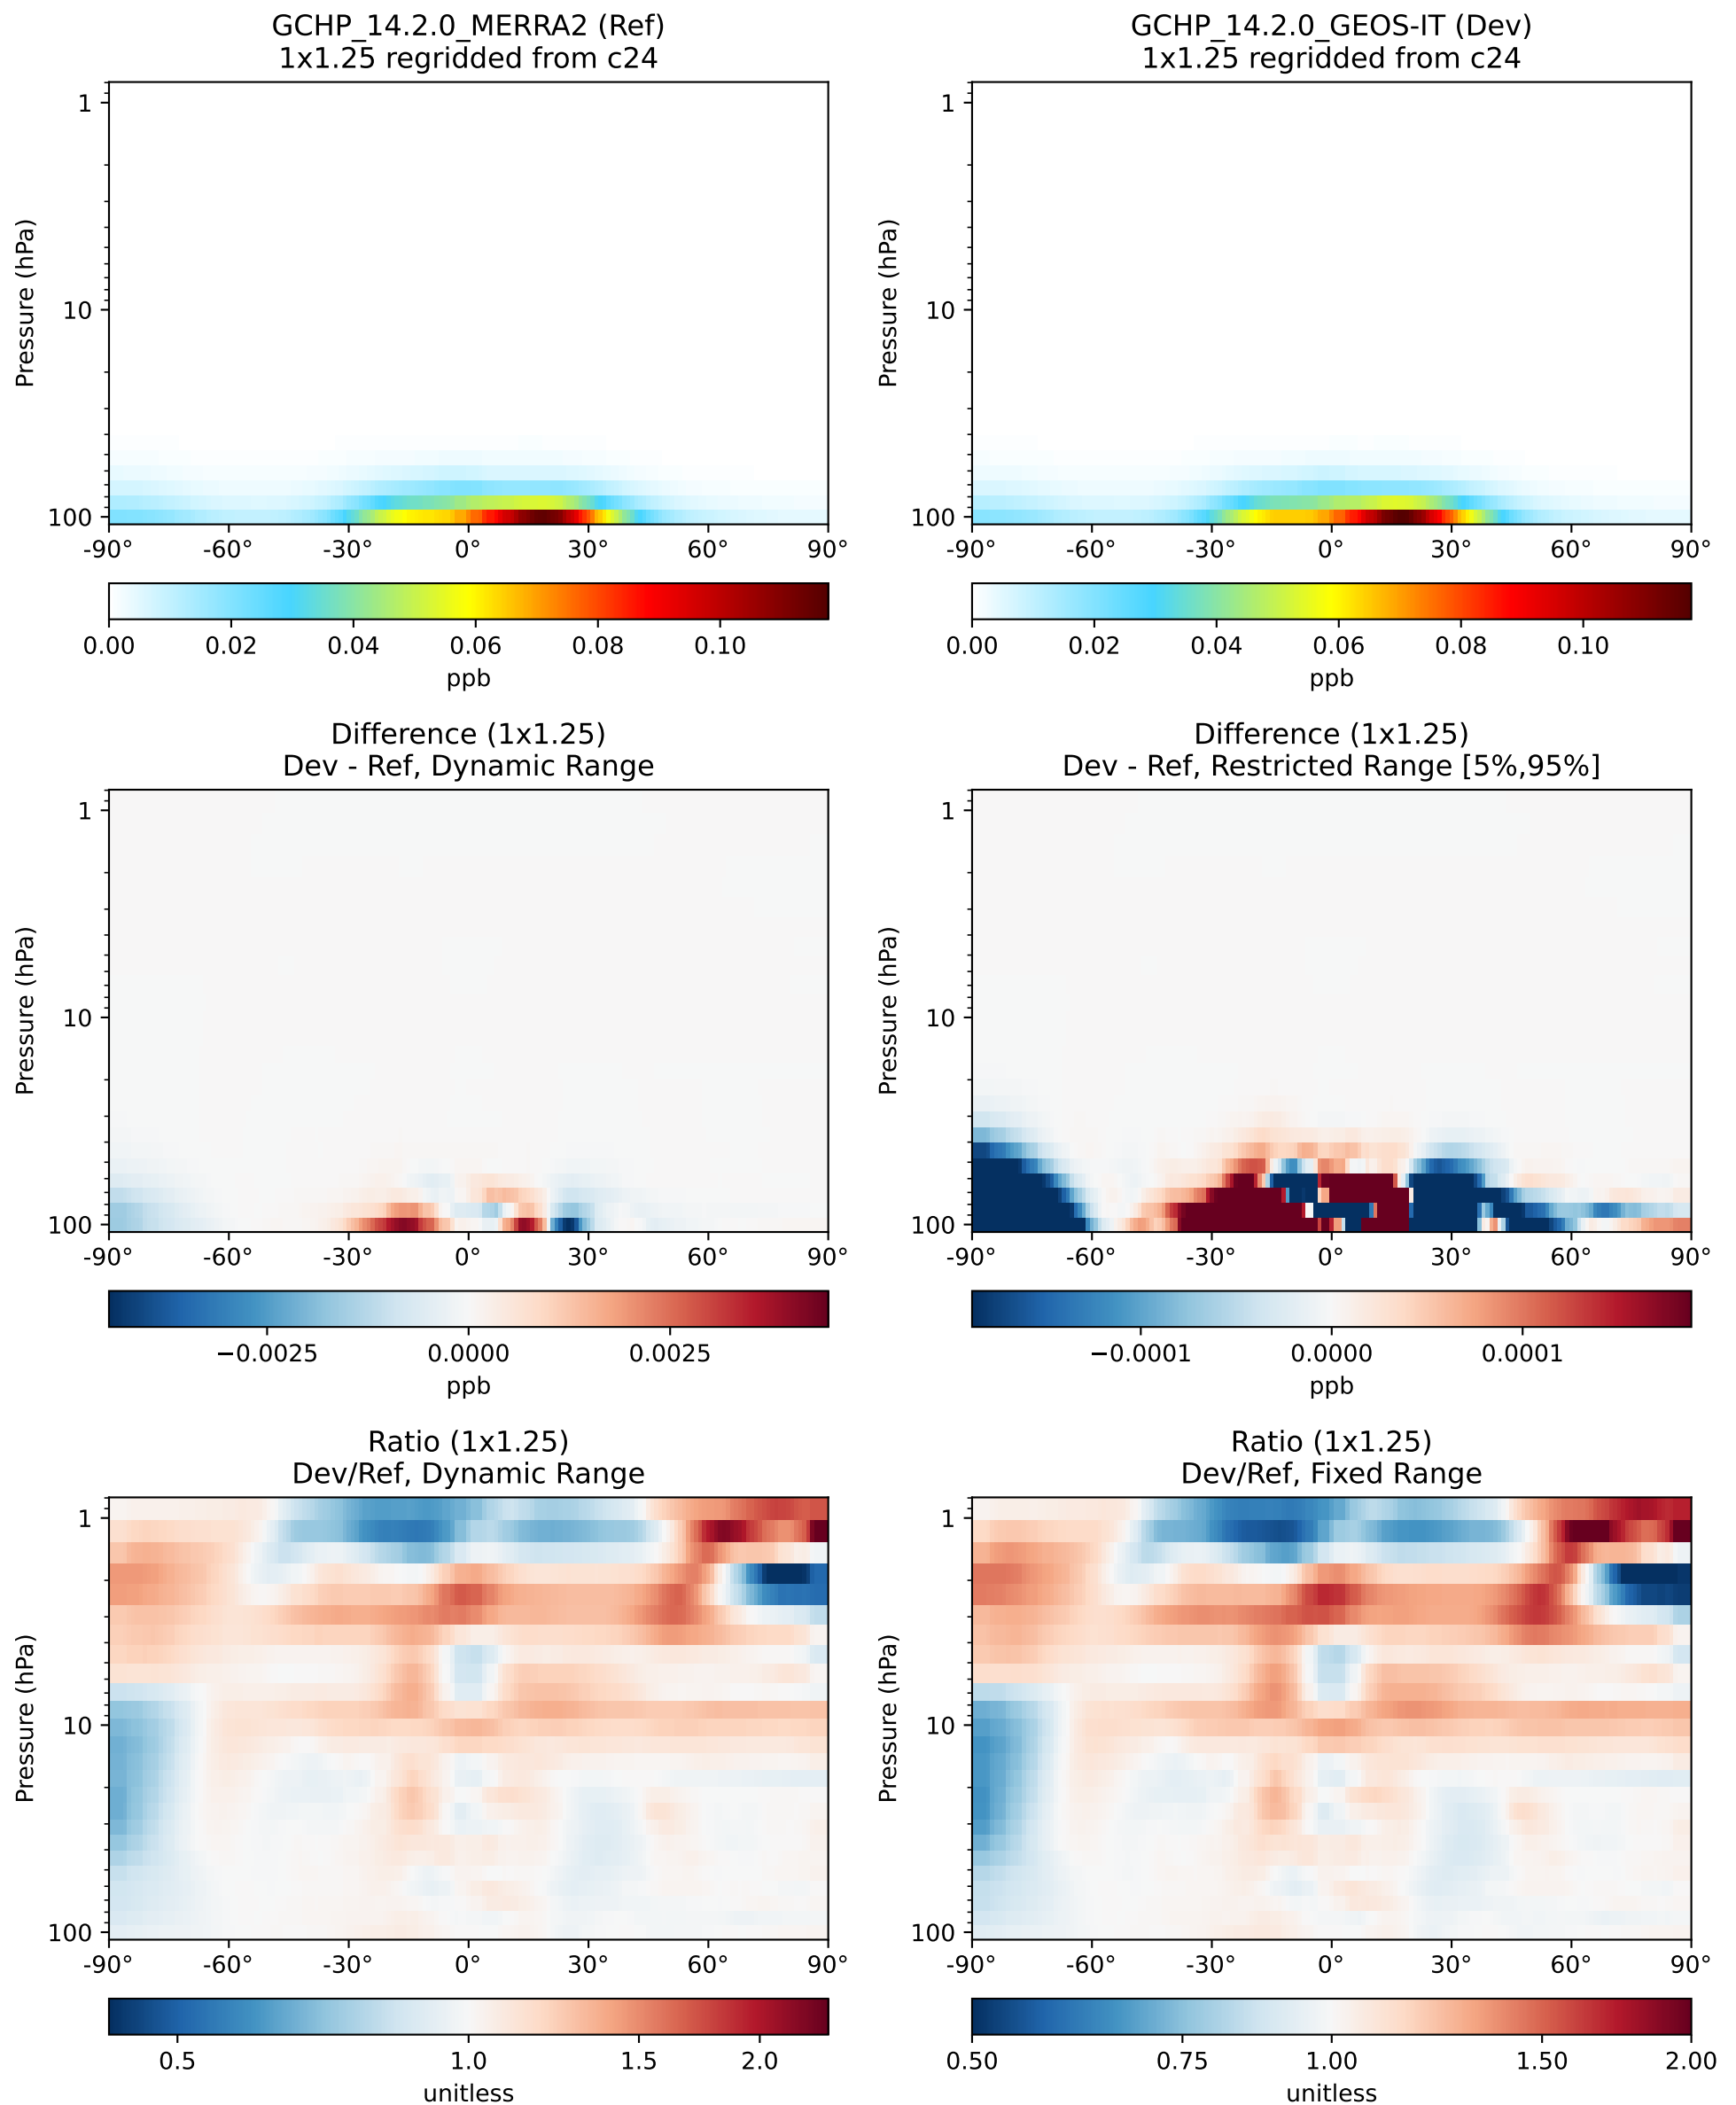 GCHP_14.2.0_MERRA2 (Ref)
1x1.25 regridded from c24
Pressure (hPa)
1
10
100
-90° -60° -30° 0° 30° 60° 90°
0.00 0.02 0.04 0.06 0.08 0.10
ppb
GCHP_14.2.0_GEOS-IT (Dev)
1x1.25 regridded from c24
Pressure (hPa)
1
10
100
-90° -60° -30° 0° 30° 60° 90°
0.00 0.02 0.04 0.06 0.08 0.10
ppb
Difference (1x1.25)
Dev - Ref, Dynamic Range
Pressure (hPa)
1
10
100
-90° -60° -30° 0° 30° 60° 90°
−0.0025 0.0000 0.0025
ppb
Difference (1x1.25)
Dev - Ref, Restricted Range [5%,95%]
Pressure (hPa)
1
10
100
-90° -60° -30° 0° 30° 60° 90°
−0.0001 0.0000 0.0001
ppb
Ratio (1x1.25)
Dev/Ref, Dynamic Range
Pressure (hPa)
1
10
100
-90° -60° -30° 0° 30° 60° 90°
0.5 1.0 1.5 2.0
unitless
Ratio (1x1.25)
Dev/Ref, Fixed Range
Pressure (hPa)
1
10
100
-90° -60° -30° 0° 30° 60° 90°
0.50 0.75 1.00 1.50 2.00
unitless